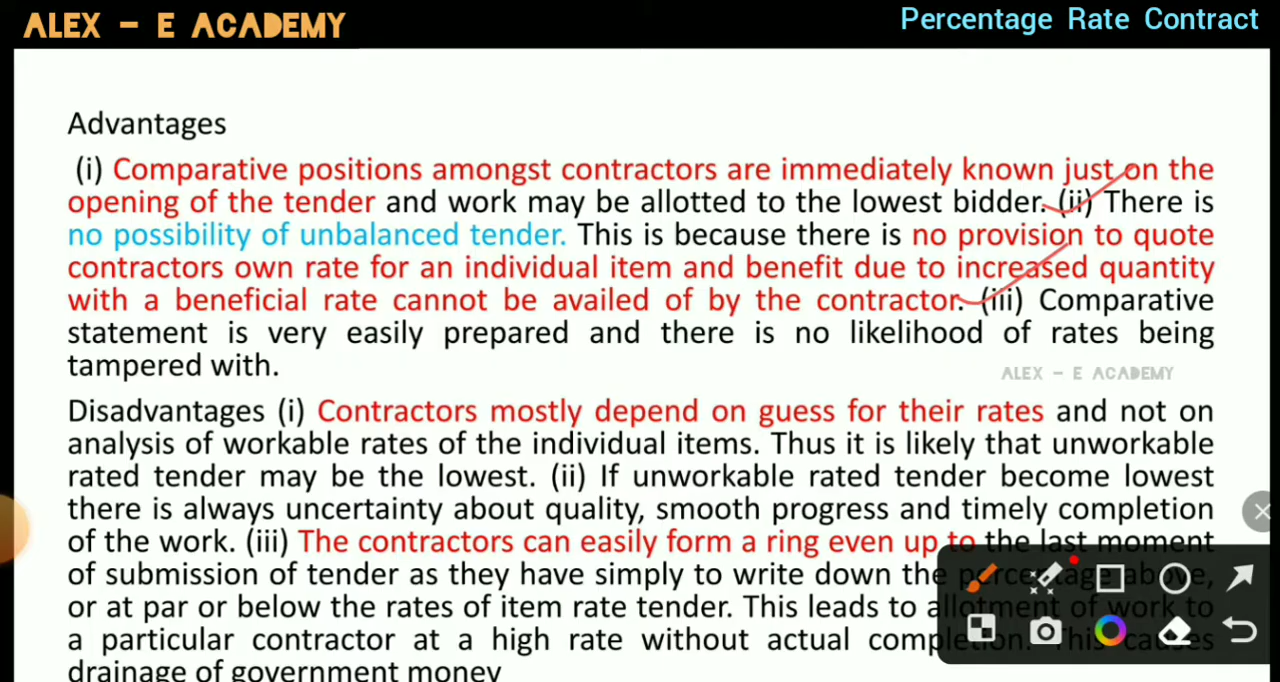 ALEX – E ACADEMY
Percentage Rate Contract
Advantages
(i) Comparative positions amongst contractors are immediately known just on the
opening of the tender and work may be allotted to the lowest bidder. (ii) There is
no possibility of unbalanced tender. This is because there is no provision to quote
contractors own rate for an individual item and benefit due to increased quantity
with a beneficial rate cannot be availed of by the contractor. (iii) Comparative
statement is very easily prepared and there is no likelihood of rates being
tampered with.
ALEX – E ACADEMY
Disadvantages (i) Contractors mostly depend on guess for their rates and not on
analysis of workable rates of the individual items. Thus it is likely that unworkable
rated tender may be the lowest. (ii) If unworkable rated tender become lowest
there is always uncertainty about quality, smooth progress and timely completion
of the work. (iii) The contractors can easily form a ring even up to the last moment
of submission of tender as they have simply to write down the percentage above,
or at par or below the rates of item rate tender. This leads to allotment of work to
a particular contractor at a high rate without actual completion. This causes
drainage of government money